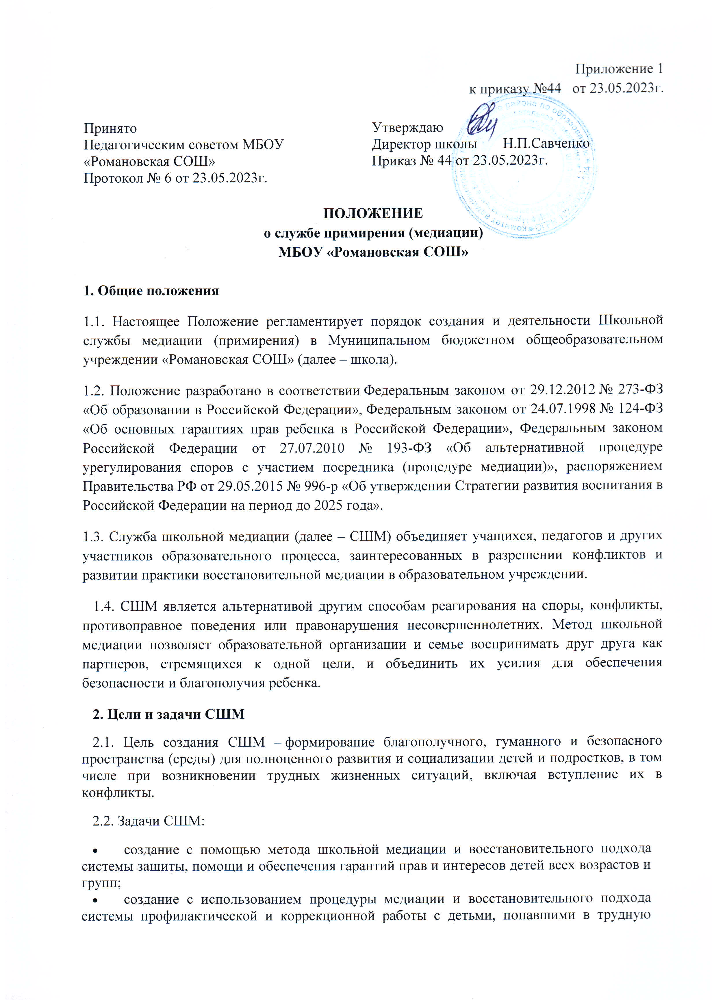 Приложение 1
к приказу №44 от 23.05.2023г.
Принято
Педагогическим советом МБОУ
«Романовская СОШ»
Протокол № 6 от 23.05.2023г.
Утверждаю
Директор школы Н.П.Савченко
Приказ № 44 от 23.05.2023г.
района по образованию
комитет
ПОЛОЖЕНИЕ
о службе примирения (медиации)
МБОУ «Романовская СОШ»
1. Общие положения
1.1. Настоящее Положение регламентирует порядок создания и деятельности Школьной
службы медиации (примирения) в Муниципальном бюджетном общеобразовательном
учреждении «Романовская СОШ» (далее – школа).
1.2. Положение разработано в соответствии Федеральным законом от 29.12.2012 № 273-ФЗ
«Об образовании в Российской Федерации», Федеральным законом от 24.07.1998 № 124-ФЗ
«Об основных гарантиях прав ребенка в Российской Федерации», Федеральным законом
Российской Федерации от 27.07.2010 № 193-ФЗ «Об альтернативной процедуре
урегулирования споров с участием посредника (процедуре медиации)», распоряжением
Правительства РФ от 29.05.2015 № 996-р «Об утверждении Стратегии развития воспитания в
Российской Федерации на период до 2025 года».
1.3. Служба школьной медиации (далее – СШМ) объединяет учащихся, педагогов и других
участников образовательного процесса, заинтересованных в разрешении конфликтов и
развитии практики восстановительной медиации в образовательном учреждении.
1.4. СШМ является альтернативой другим способам реагирования на споры, конфликты,
противоправное поведения или правонарушения несовершеннолетних. Метод школьной
медиации позволяет образовательной организации и семье воспринимать друг друга как
партнеров, стремящихся к одной цели, и объединить их усилия для обеспечения
безопасности и благополучия ребенка.
2. Цели и задачи СШМ
2.1. Цель создания СШМ – формирование благополучного, гуманного и безопасного
пространства (среды) для полноценного развития и социализации детей и подростков, в том
числе при возникновении трудных жизненных ситуаций, включая вступление их в
конфликты.
2.2. Задачи СШМ:
• создание с помощью метода школьной медиации и восстановительного подхода
системы защиты, помощи и обеспечения гарантий прав и интересов детей всех возрастов и
групп;
• создание с использованием процедуры медиации и восстановительного подхода
системы профилактической и коррекционной работы с детьми, попавшими в трудную